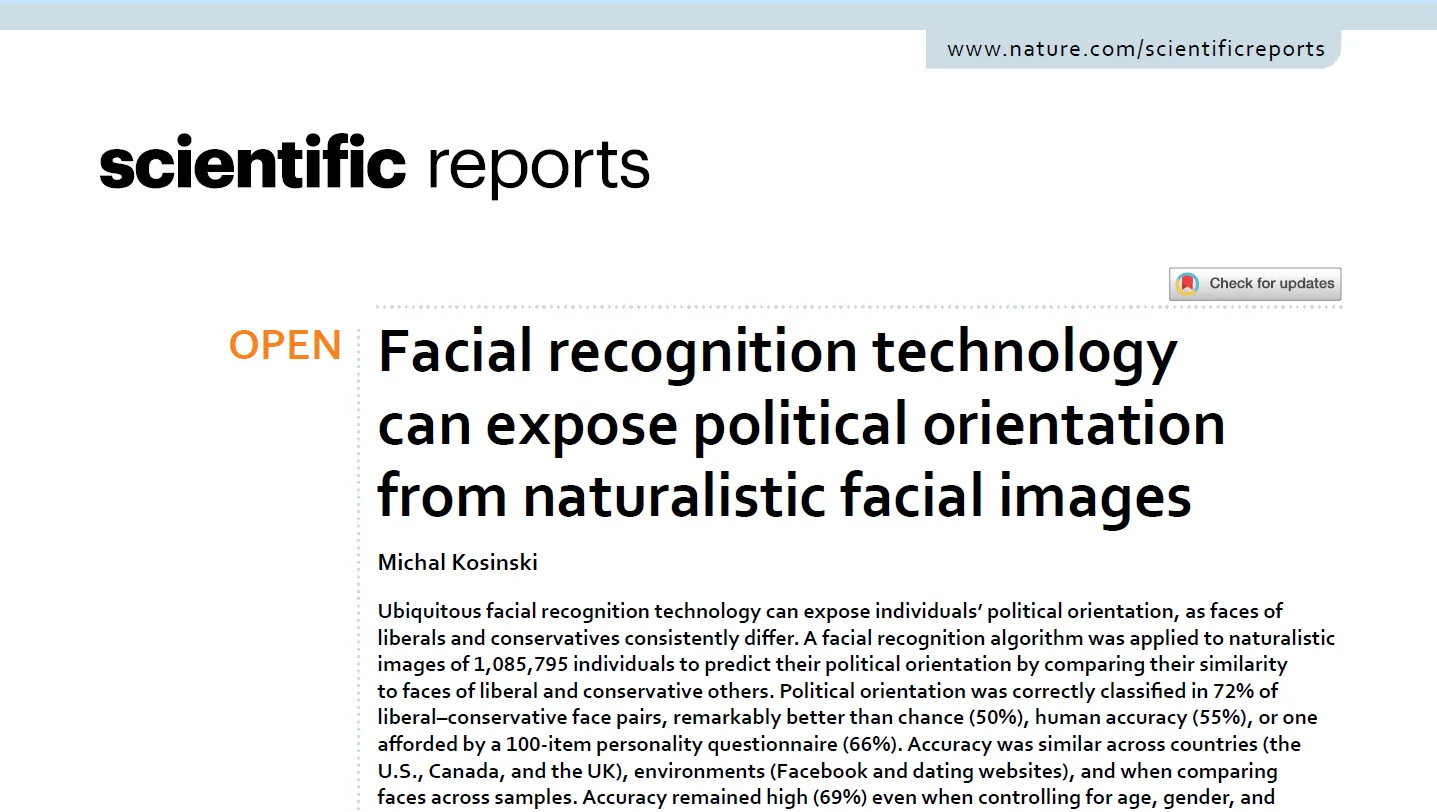 www.nature.com/scientificreports
scientific reports
Check for updates
OPEN
Facial recognition technology
can expose political orientation
from naturalistic facial images
Michal Kosinski
Ubiquitous facial recognition technology can expose individuals’ political orientation, as faces of
liberals and conservatives consistently differ. A facial recognition algorithm was applied to naturalistic
images of 1,085,795 individuals to predict their political orientation by comparing their similarity
to faces of liberal and conservative others. Political orientation was correctly classified in 72% of
liberal–conservative face pairs, remarkably better than chance (50%), human accuracy (55%), or one
afforded by a 100-item personality questionnaire (66%). Accuracy was similar across countries (the
U.S., Canada, and the UK), environments (Facebook and dating websites), and when comparing
faces across samples. Accuracy remained high (69%) even when controlling for age, gender, and